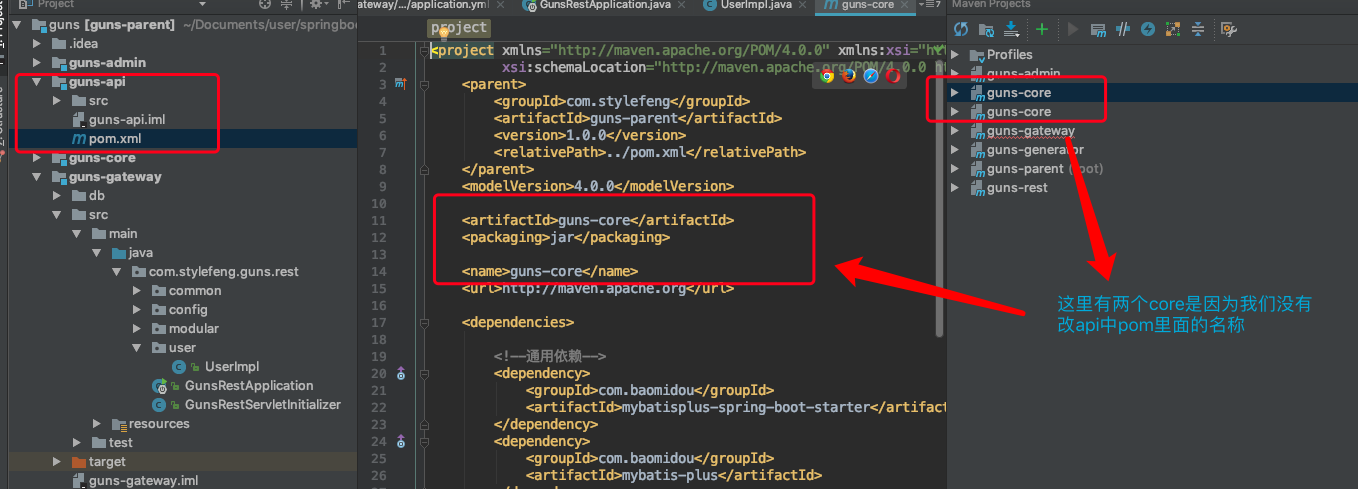 Project
guns [guns-parent] ~/Documents/user/springboo
.idea
guns-admin
guns-api
src
guns-api.iml
pom.xml
guns-core
guns-gateway
db
src
main
java
com.stylefeng.guns.rest
common
config
modular
user
UserImpl
GunsRestApplication
GunsRestServletInitializer
resources
test
target
guns-gateway.iml
ateway/.../application.yml
GunsRestApplication.java
UserImpl.java
guns-core
project
1 <project xmlns="http://maven.apache.org/POM/4.0.0" xmlns:xsi="ht
2 xsi:schemaLocation="http://maven.apache.org/POM/4.0.0 h
3 <parent>
4 <groupId>com.stylefeng</groupId>
5 <artifactId>guns-parent</artifactId>
6 <version>1.0.0</version>
7 <relativePath>../pom.xml</relativePath>
8 </parent>
9 <modelVersion>4.0.0</modelVersion>
10
11 <artifactId>guns-core</artifactId>
12 <packaging>jar</packaging>
13
14 <name>guns-core</name>
15 <url>http://maven.apache.org</url>
16
17 <dependencies>
18
19 <!--通用依赖-->
20 <dependency>
21 <groupId>com.baomidou</groupId>
22 <artifactId>mybatisplus-spring-boot-starter</artifac
23 </dependency>
24 <dependency>
25 <groupId>com.baomidou</groupId>
26 <artifactId>mybatis-plus</artifactId>
Maven Projects
Profiles
guns-admin
guns-core
guns-core
guns-gateway
guns-generator
guns-parent (root)
guns-rest
这里有两个core是因为我们没有
改api中pom里面的名称